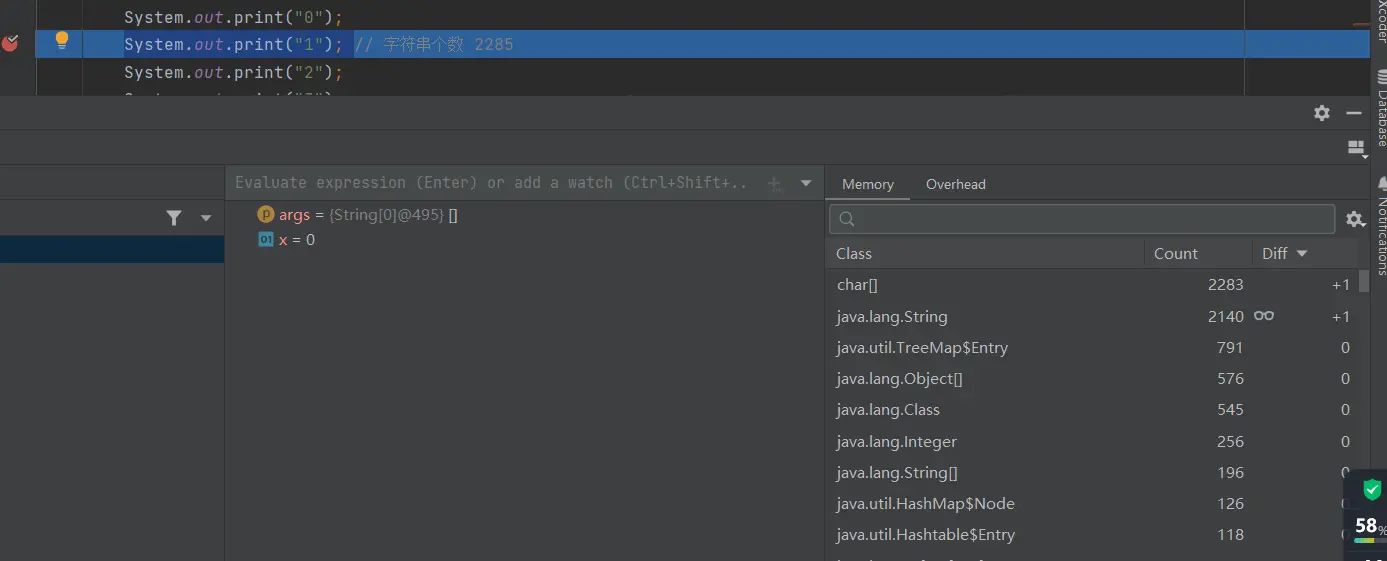 System.out.print("0");
System.out.print("1"); // 字符串个数 2285
System.out.print("2");
Xcoder
Database
Notifications
Evaluate expression (Enter) or add a watch (Ctrl+Shift+..
Memory Overhead
p args = {String[0]@495} []
01 x = 0
Class Count Diff
char[] 2283 +1
java.lang.String 2140 +1
java.util.TreeMap$Entry 791 0
java.lang.Object[] 576 0
java.lang.Class 545 0
java.lang.Integer 256 0
java.lang.String[] 196 0
java.util.HashMap$Node 126
java.util.Hashtable$Entry 118
58%